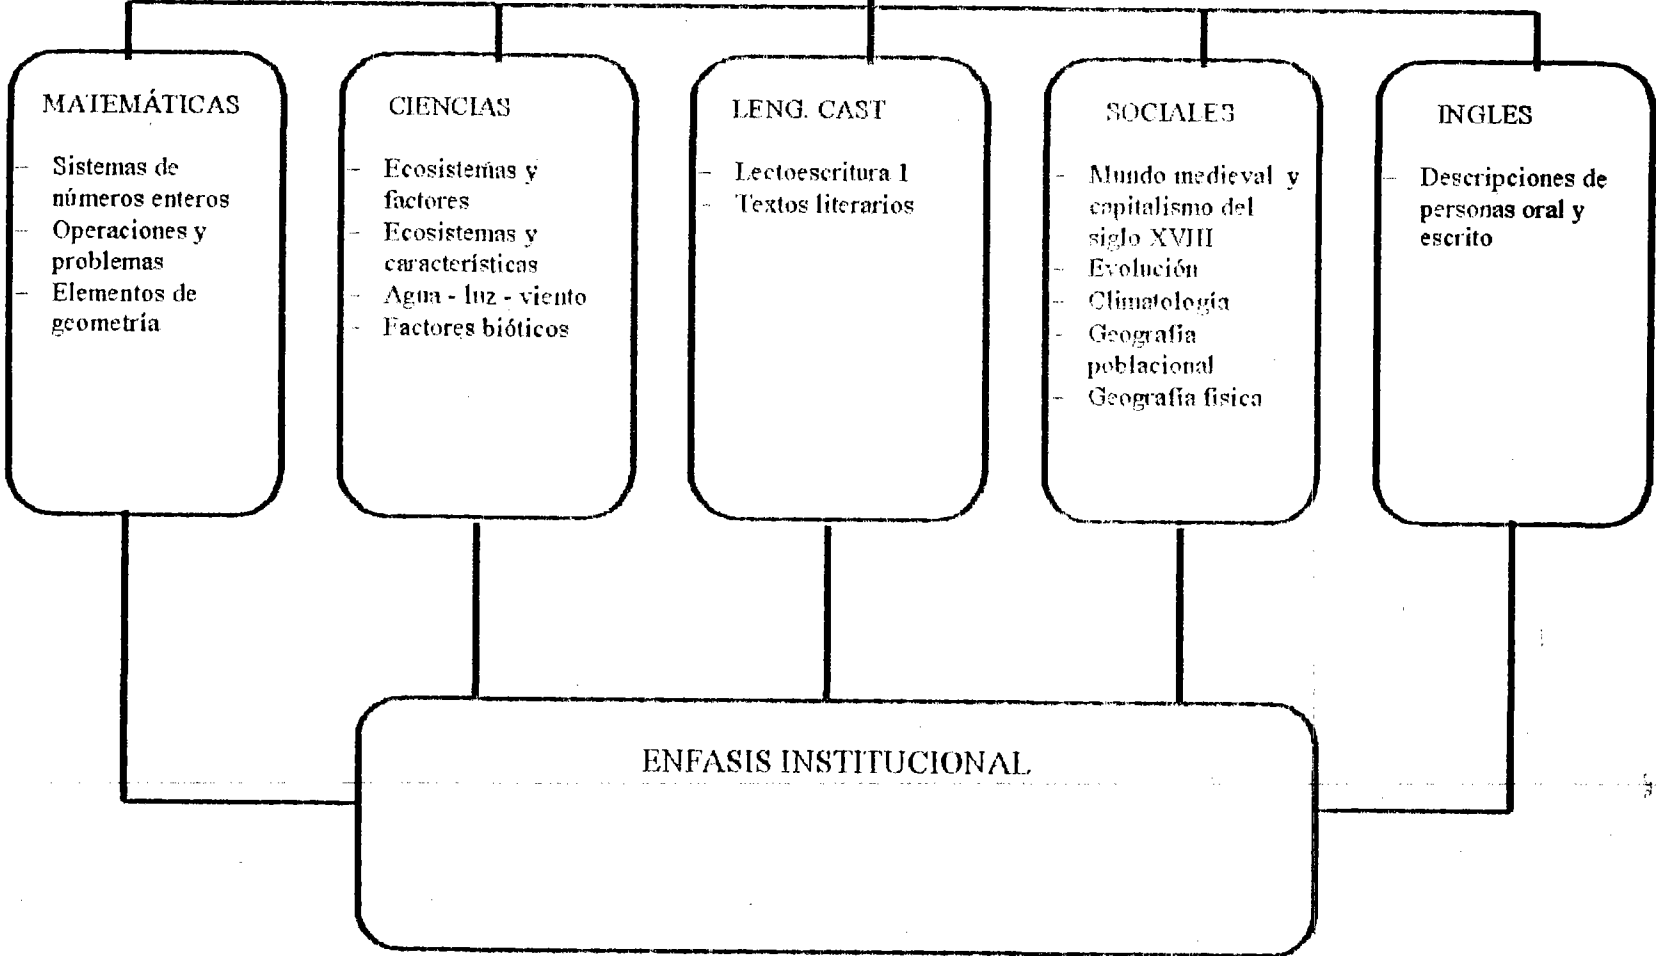 MATEMÁTICAS
- Sistemas de
números enteros
- Operaciones y
problemas
- Elementos de
geometría
CIENCIAS
- Ecosistemas y
factores
- Ecosistemas y
características
- Agua - luz - viento
- Factores bióticos
LENG. CAST
- Lectoescritura 1
- Textos literarios
SOCIALES
- Mundo medieval y
capitalismo del
siglo XVIII
- Evolución
- Climatología
- Geografía
poblacional
- Geografía fisica
INGLES
- Descripciones de
personas oral y
escrito
ENFASIS INSTITUCIONAL